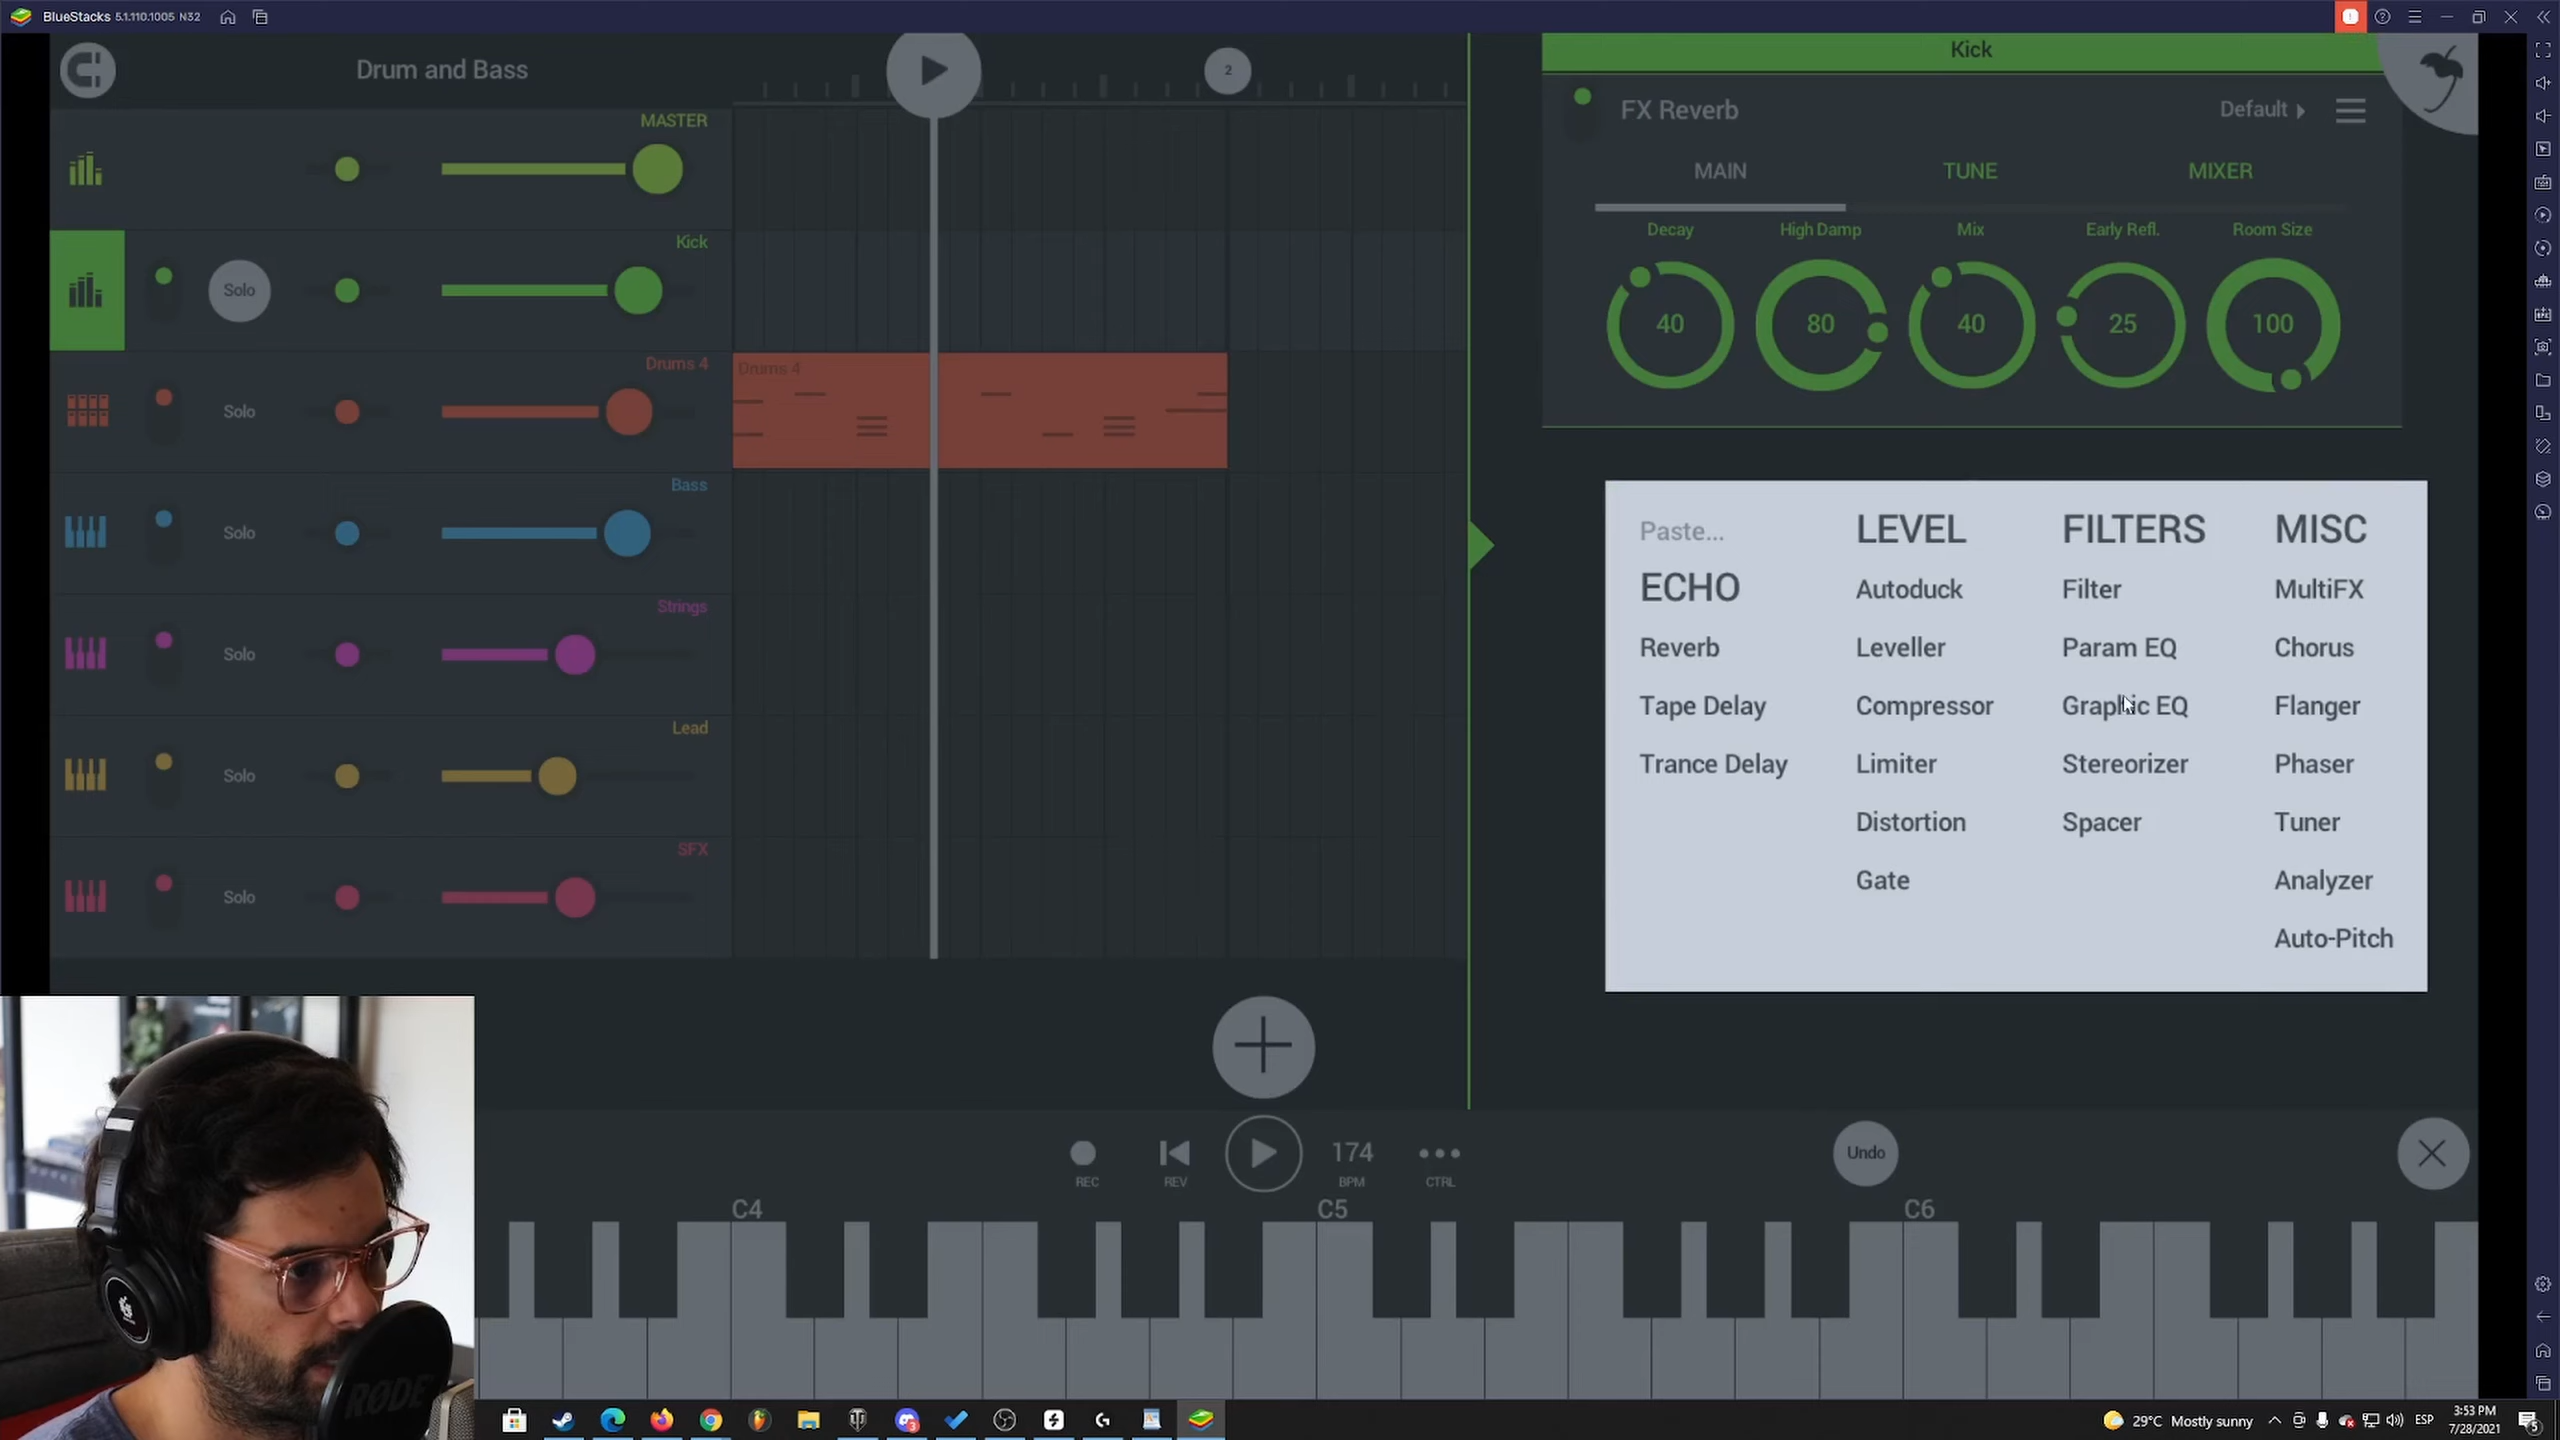 BlueStacks 5.1.110.1005 N32
Drum and Bass
2
Kick
MASTER
FX Reverb
Default
MAIN
TUNE
MIXER
Decay
High Damp
Mix
Early Refl.
Room Size
40
80
40
25
100
Kick
Solo
Drums 4
Solo
Drums 4
Bass
Solo
Strings
Solo
Lead
Solo
SFX
Solo
Paste...
ECHO
Reverb
Tape Delay
Trance Delay
LEVEL
Autoduck
Leveller
Compressor
Limiter
Distortion
Gate
FILTERS
Filter
Param EQ
Graphic EQ
Stereorizer
Spacer
MISC
MultiFX
Chorus
Flanger
Phaser
Tuner
Analyzer
Auto-Pitch
REC
REV
174
BPM
CTRL
Undo
C4
C5
C6
RØDE
29°C Mostly sunny
ESP
3:53 PM
7/28/2021